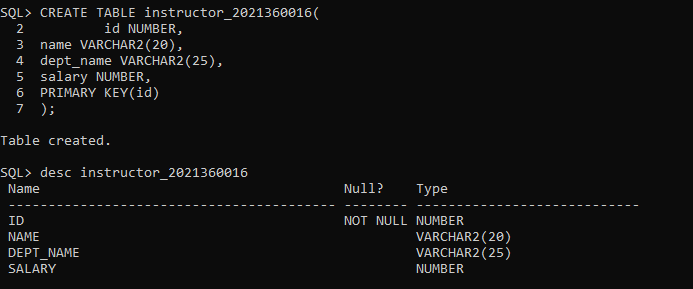 SQL> CREATE TABLE instructor_2021360016(
  2          id NUMBER,
  3  name VARCHAR2(20),
  4  dept_name VARCHAR2(25),
  5  salary NUMBER,
  6  PRIMARY KEY(id)
  7  );
Table created.
SQL> desc instructor_2021360016
 Name                                      Null?    Type
 ----------------------------------------- -------- ----------------------------
 ID                                        NOT NULL NUMBER
 NAME                                               VARCHAR2(20)
 DEPT_NAME                                          VARCHAR2(25)
 SALARY                                             NUMBER